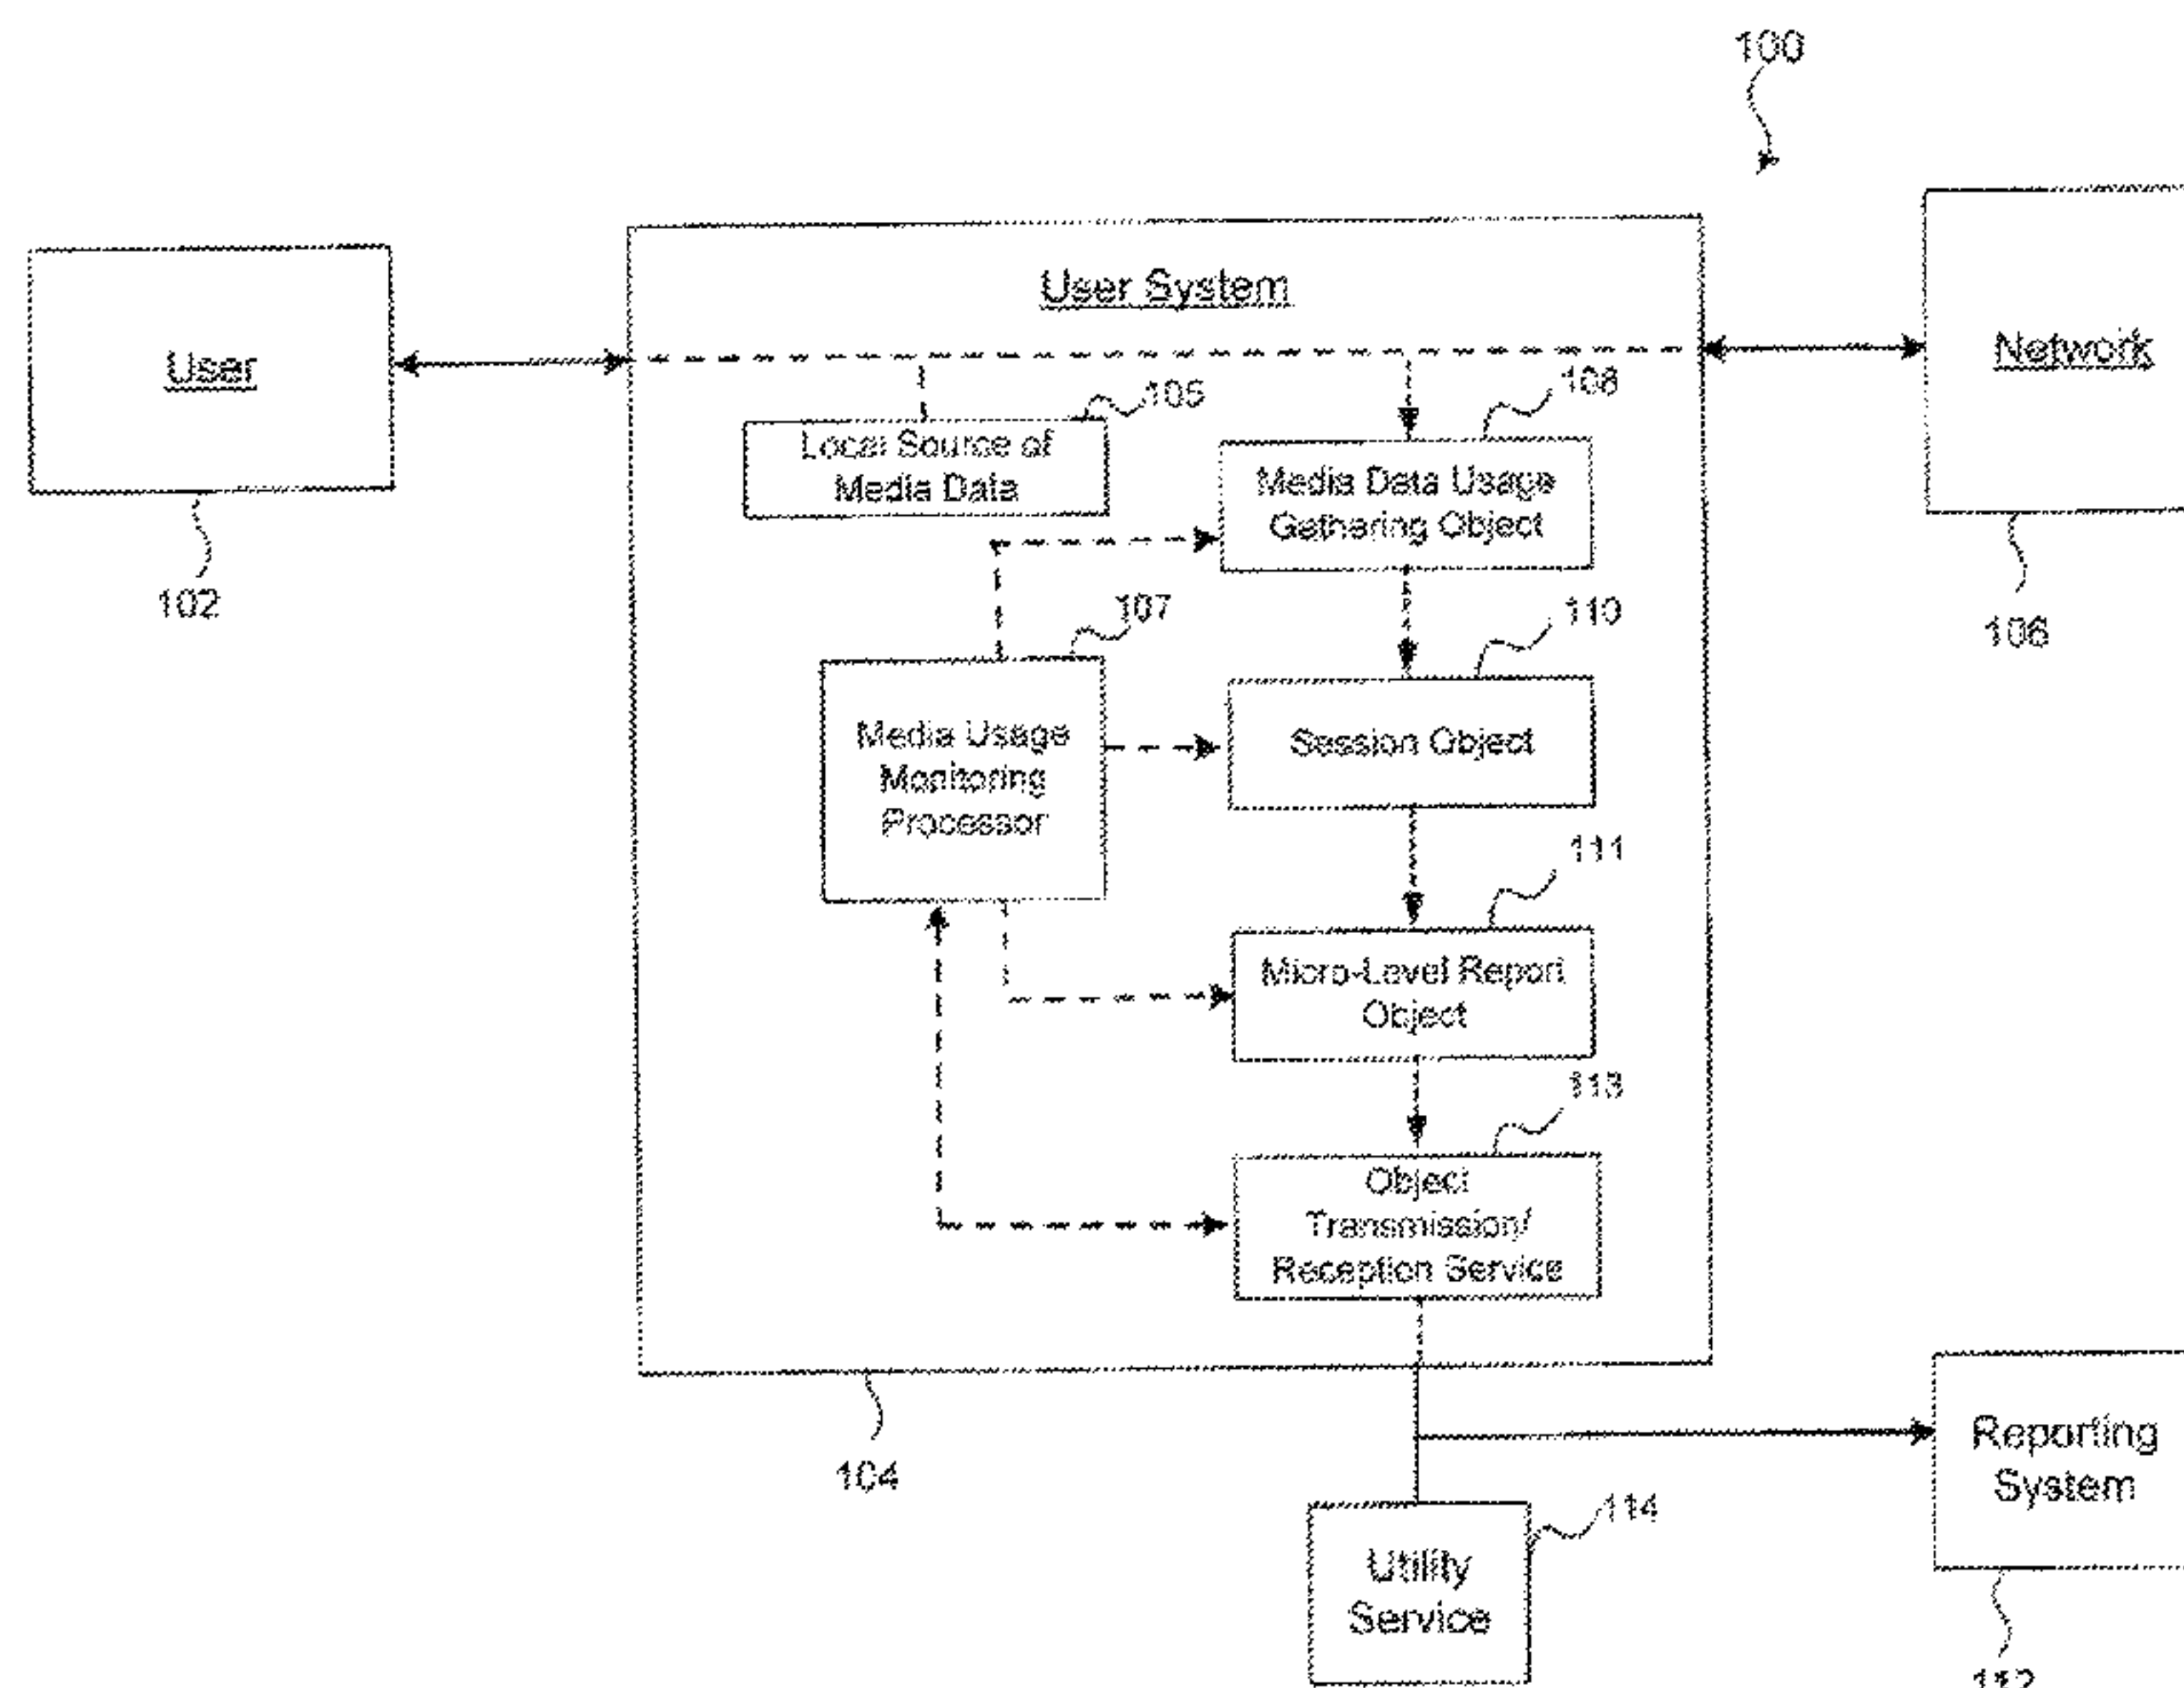 100
User System
User
Network
105
108
Local Source of
Media Data
Media Data Usage
Gathering Object
102
107
110
106
Media Usage
Monitoring
Processor
Session Object
111
Micro-Level Report
Object
113
Object
Transmission/
Reception Service
104
Reporting
System
114
Utility
Service
112